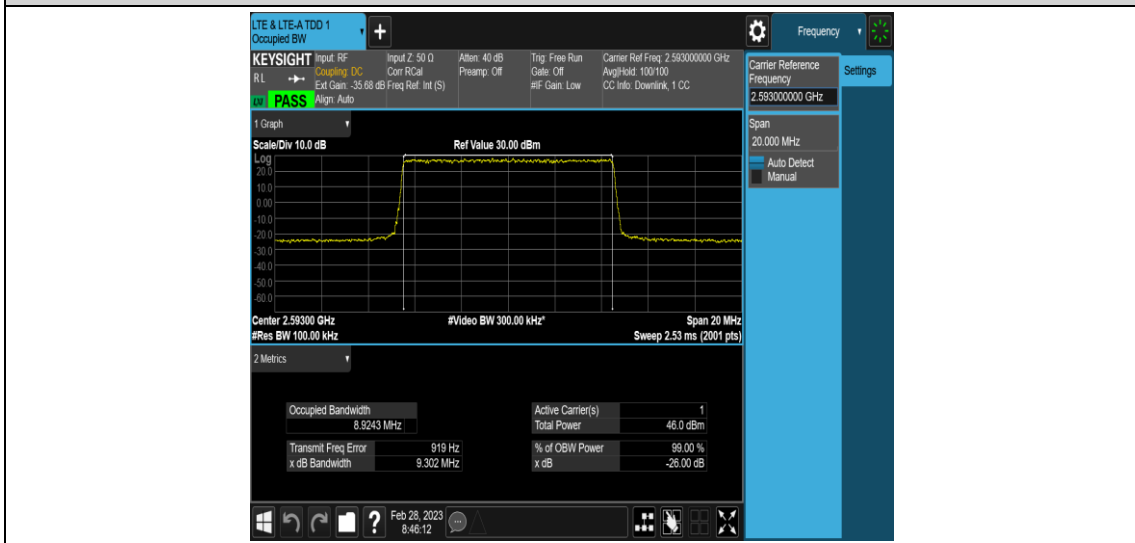 LTE & LTE-A TDD 1
Occupied BW
Frequency
KEYSIGHT
Input: RF
Coupling: DC
Ext Gain: -35.68 dB
Align: Auto
R L
LXI PASS
Input Z: 50 Ω
Corr RCal
Freq Ref: Int (S)
Atten: 40 dB
Preamp: Off
Trig: Free Run
Gate: Off
#IF Gain: Low
Carrier Ref Freq: 2.593000000 GHz
Avg|Hold: 100/100
CC Info: Downlink, 1 CC
Carrier Reference
Frequency
2.593000000 GHz
Settings
Span
20.000 MHz
Auto Detect
Manual
1 Graph
Scale/Div 10.0 dB
Ref Value 30.00 dBm
Log
20.0
10.0
0.00
-10.0
-20.0
-30.0
-40.0
-50.0
-60.0
Center 2.59300 GHz
#Video BW 300.00 kHz*
Span 20 MHz
#Res BW 100.00 kHz
Sweep 2.53 ms (2001 pts)
2 Metrics
Occupied Bandwidth
8.9243 MHz
Transmit Freq Error 919 Hz
x dB Bandwidth 9.302 MHz
Active Carrier(s) 1
Total Power 46.0 dBm
% of OBW Power 99.00 %
x dB -26.00 dB
?
Feb 28, 2023
8:46:12